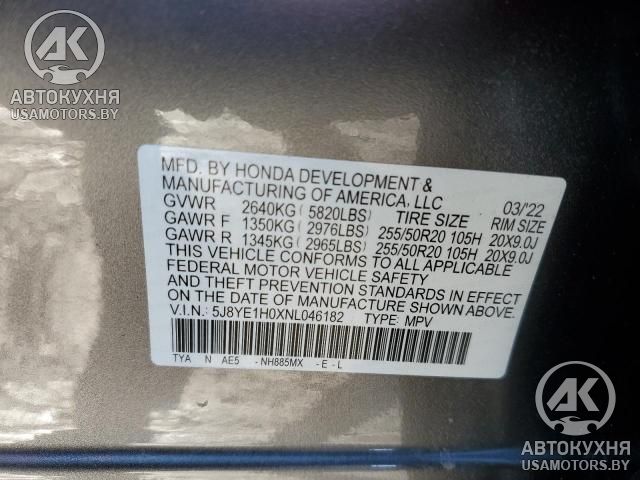 AK
АВТОКУХНЯ
USAMOTORS.BY
MFD. BY HONDA DEVELOPMENT &
MANUFACTURING OF AMERICA, LLC 03/'22
GVWR 2640KG ( 5820LBS) TIRE SIZE RIM SIZE
GAWR F 1350KG ( 2976LBS) 255/50R20 105H 20X9.0J
GAWR R 1345KG ( 2965LBS) 255/50R20 105H 20X9.0J
THIS VEHICLE CONFORMS TO ALL APPLICABLE
FEDERAL MOTOR VEHICLE SAFETY
AND THEFT PREVENTION STANDARDS IN EFFECT
ON THE DATE OF MANUFACTURE SHOWN ABOVE.
V.I.N.: 5J8YE1H0XNL046182 TYPE: MPV
TYA N AE5 - NH885MX - E - L
AK
АВТОКУХНЯ
USAMOTORS.BY